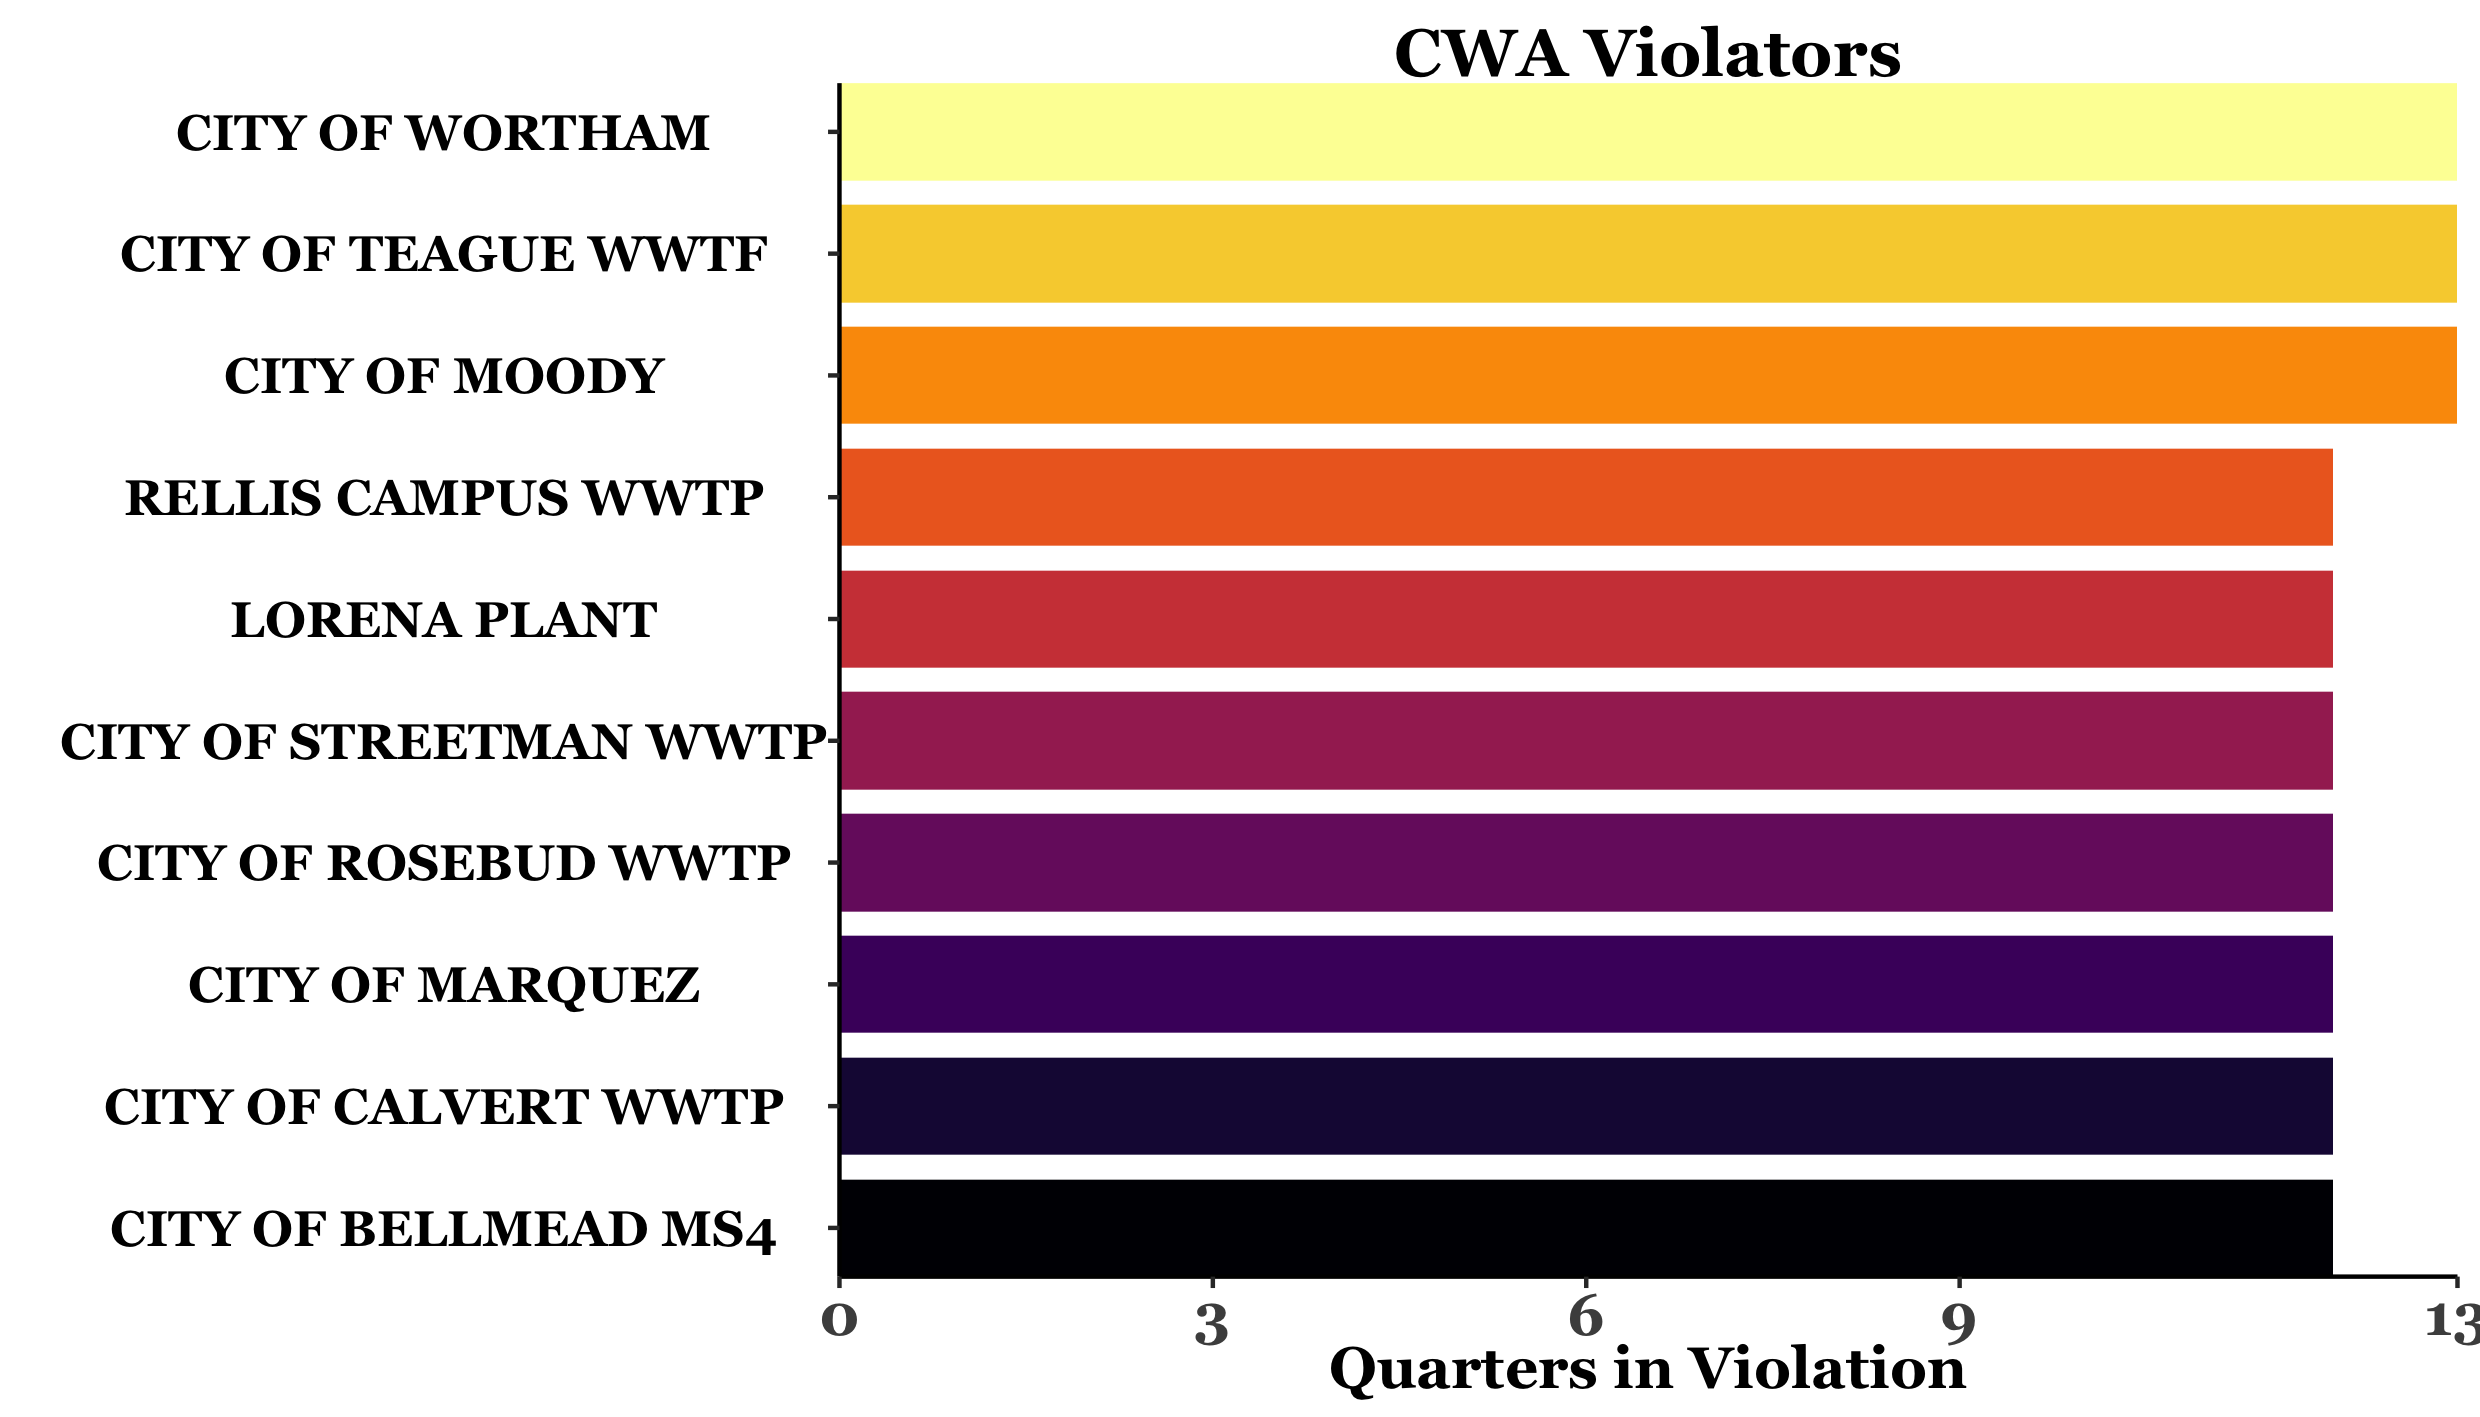 CWA Violators
CITY OF WORTHAM
CITY OF TEAGUE WWTF
CITY OF MOODY
RELLIS CAMPUS WWTP
LORENA PLANT
CITY OF STREETMAN WWTP
CITY OF ROSEBUD WWTP
CITY OF MARQUEZ
CITY OF CALVERT WWTP
CITY OF BELLMEAD MS4
0 3 6 9 13
Quarters in Violation